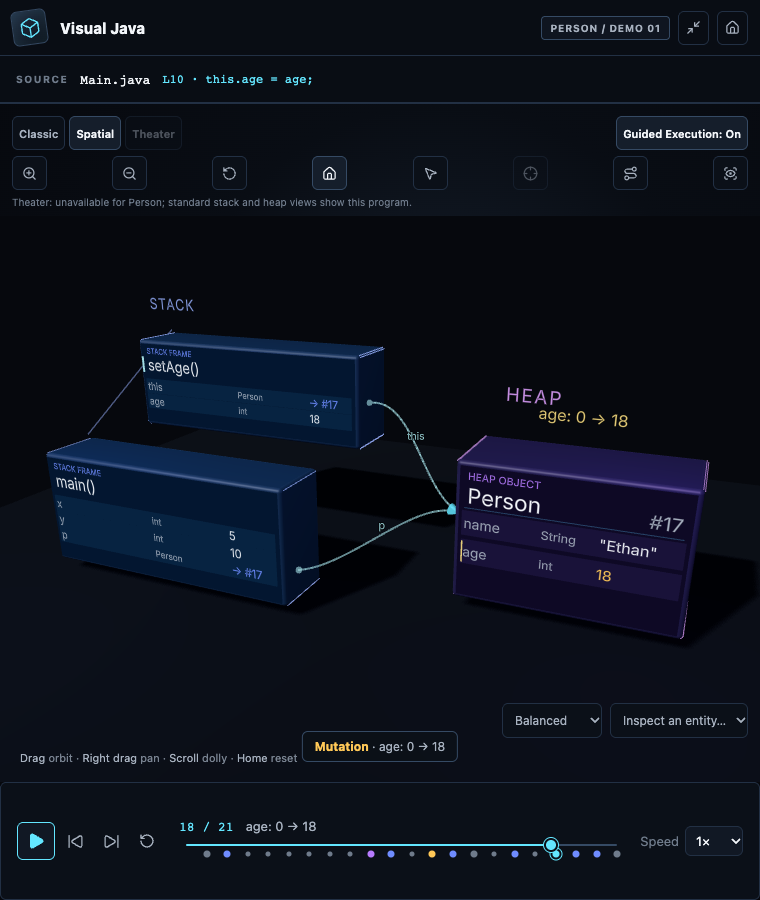 Visual Java
PERSON / DEMO 01
SOURCE Main.java L10 · this.age = age;
Classic Spatial Theater Guided Execution: On
Theater: unavailable for Person; standard stack and heap views show this program.
STACK
STACK FRAME
setAge()
this Person → #17
age int 18
this
STACK FRAME
main()
x int 5
y int 10
p Person → #17
p
HEAP
age: 0 → 18
HEAP OBJECT
Person
#17
name String "Ethan"
age int 18
Balanced Inspect an entity...
Drag orbit · Right drag pan · Scroll dolly · Home reset
Mutation · age: 0 → 18
18 / 21 age: 0 → 18
Speed 1×